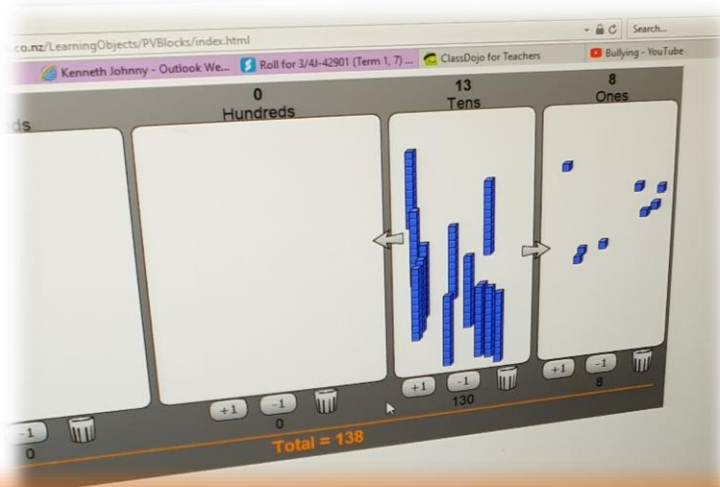 .co.nz/LearningObjects/PVBlocks/index.html
Search...
Kenneth Johnny - Outlook We...
Roll for 3/4J-42901 (Term 1, 7) ...
ClassDojo for Teachers
Bullying - YouTube
ds
0
Hundreds
13
Tens
8
Ones
-1
0
+1
-1
0
+1
-1
130
+1
-1
8
Total = 138